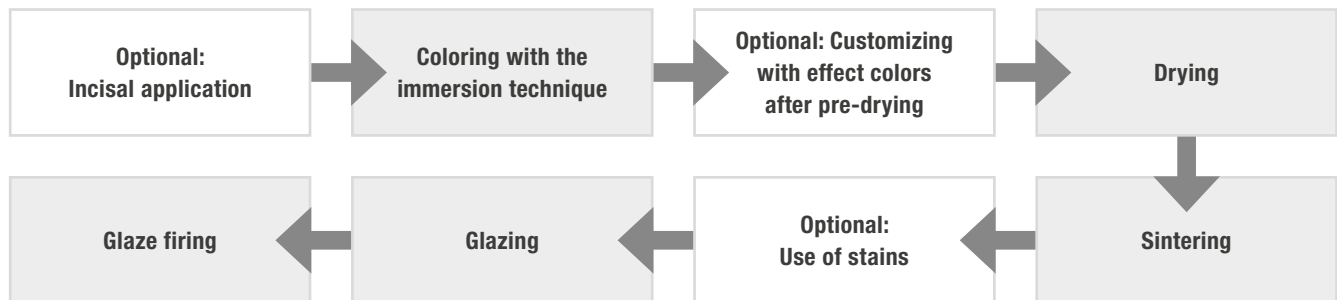 Optional:
Incisal application
Coloring with the
immersion technique
Optional: Customizing
with effect colors
after pre-drying
Drying
Sintering
Optional:
Use of stains
Glazing
Glaze firing